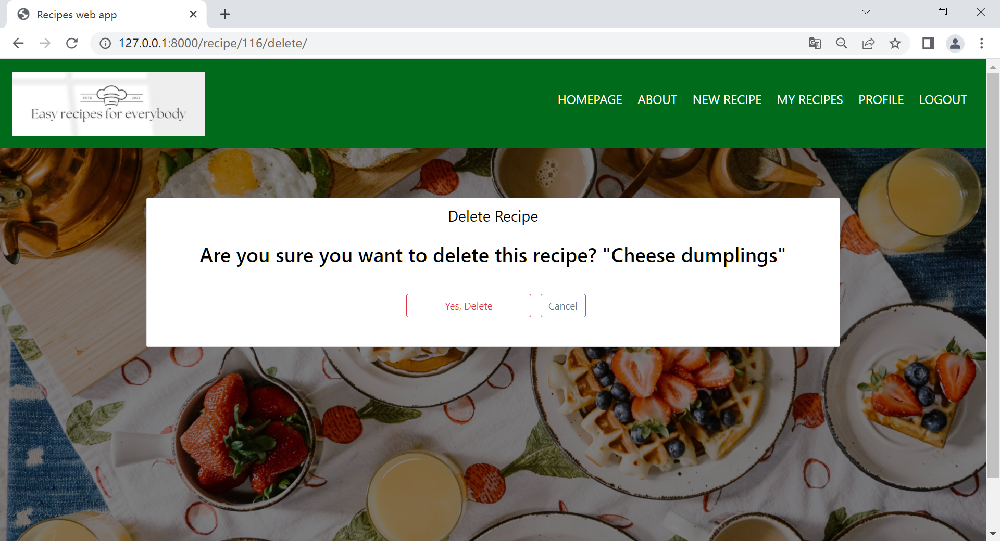 Recipes web app
127.0.0.1:8000/recipe/116/delete/
ESTD 2022
Easy recipes for everybody
HOMEPAGE ABOUT NEW RECIPE MY RECIPES PROFILE LOGOUT
Delete Recipe
Are you sure you want to delete this recipe? "Cheese dumplings"
Yes, Delete Cancel